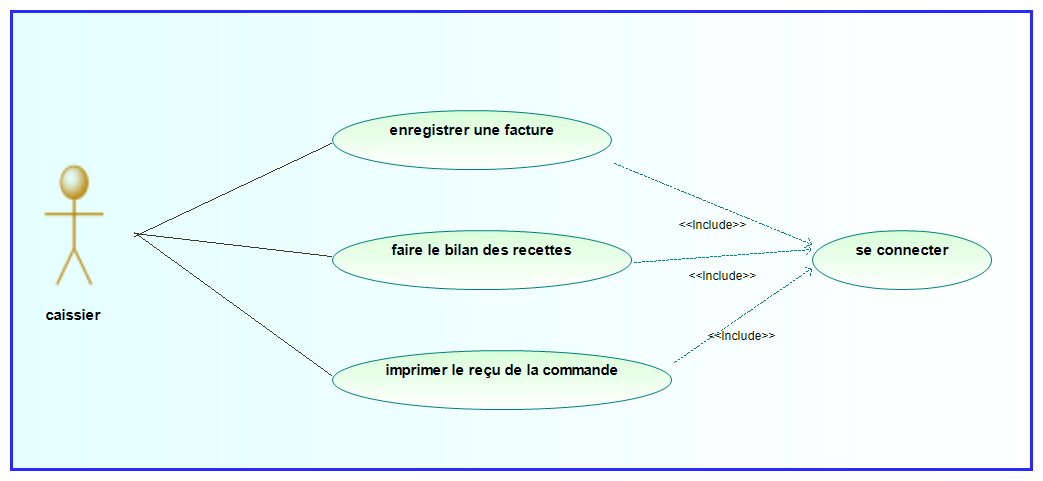 enregistrer une facture
<<Include>>
faire le bilan des recettes
se connecter
<<Include>>
caissier
<<Include>>
imprimer le reçu de la commande